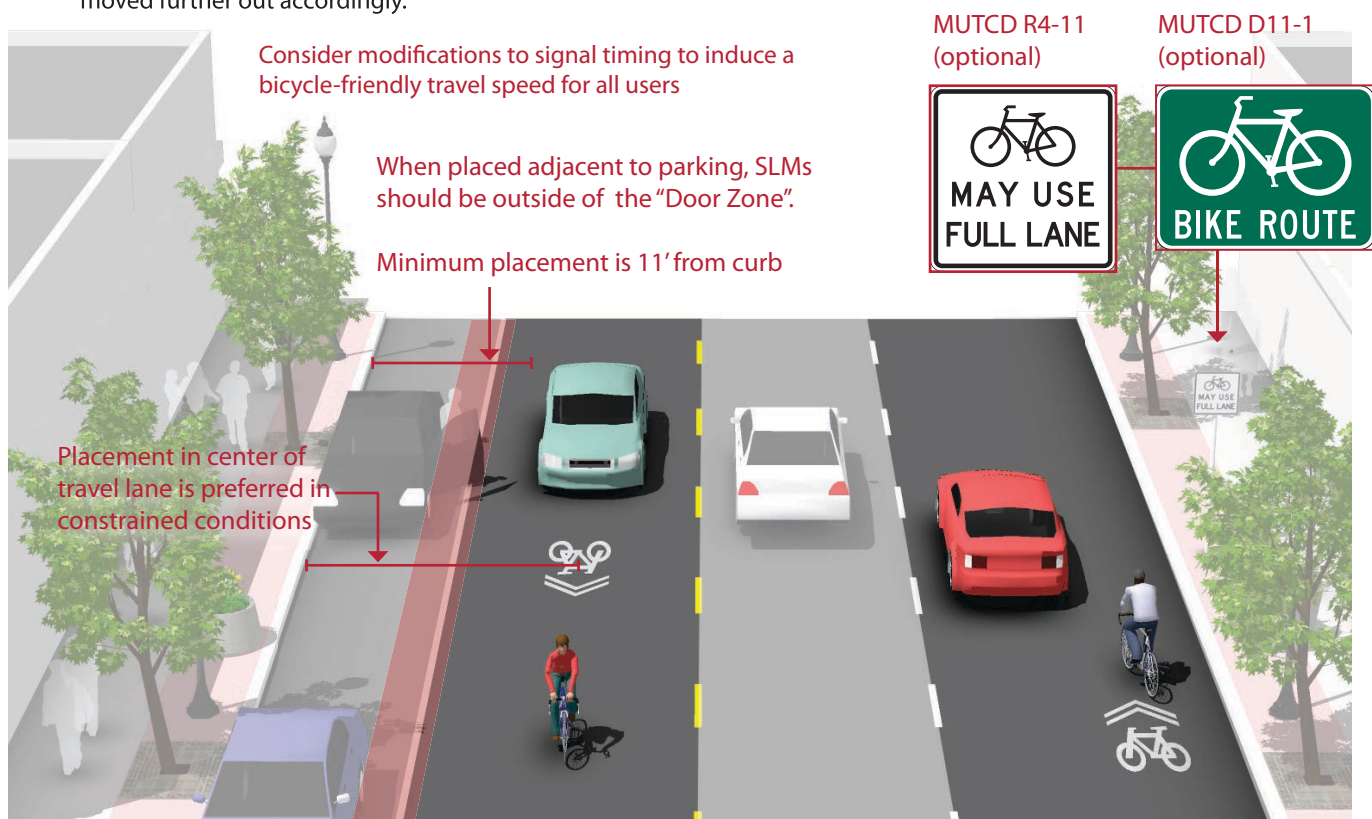 moved further out accordingly.
Consider modifications to signal timing to induce a
bicycle-friendly travel speed for all users
MUTCD R4-11
(optional)
MUTCD D11-1
(optional)
MAY USE
FULL LANE
BIKE ROUTE
When placed adjacent to parking, SLMs
should be outside of the “Door Zone”.
Minimum placement is 11’ from curb
Placement in center of
travel lane is preferred in
constrained conditions
MAY USE
FULL LANE